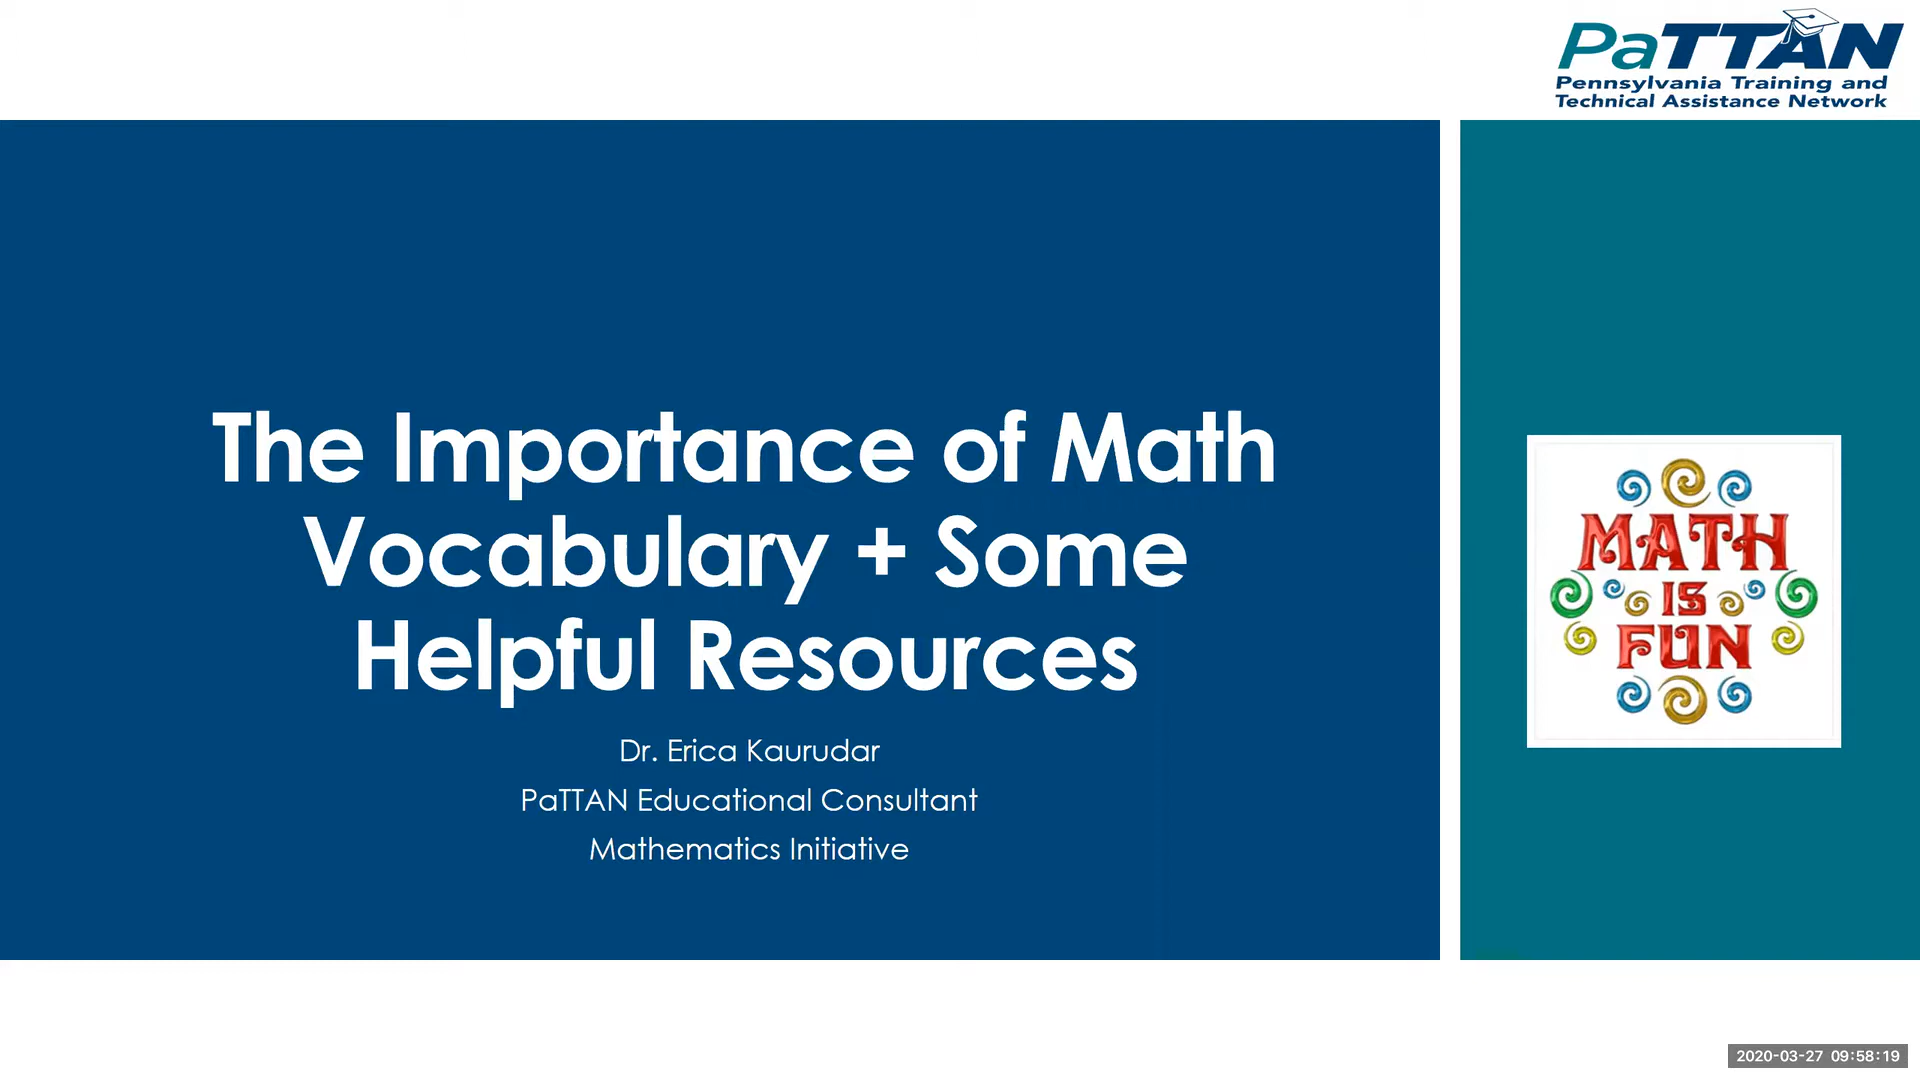 PaTTAN
Pennsylvania Training and
Technical Assistance Network
The Importance of Math
Vocabulary + Some
Helpful Resources
Dr. Erica Kaurudar
PaTTAN Educational Consultant
Mathematics Initiative
MATH
IS
FUN
2020-03-27 09:58:19